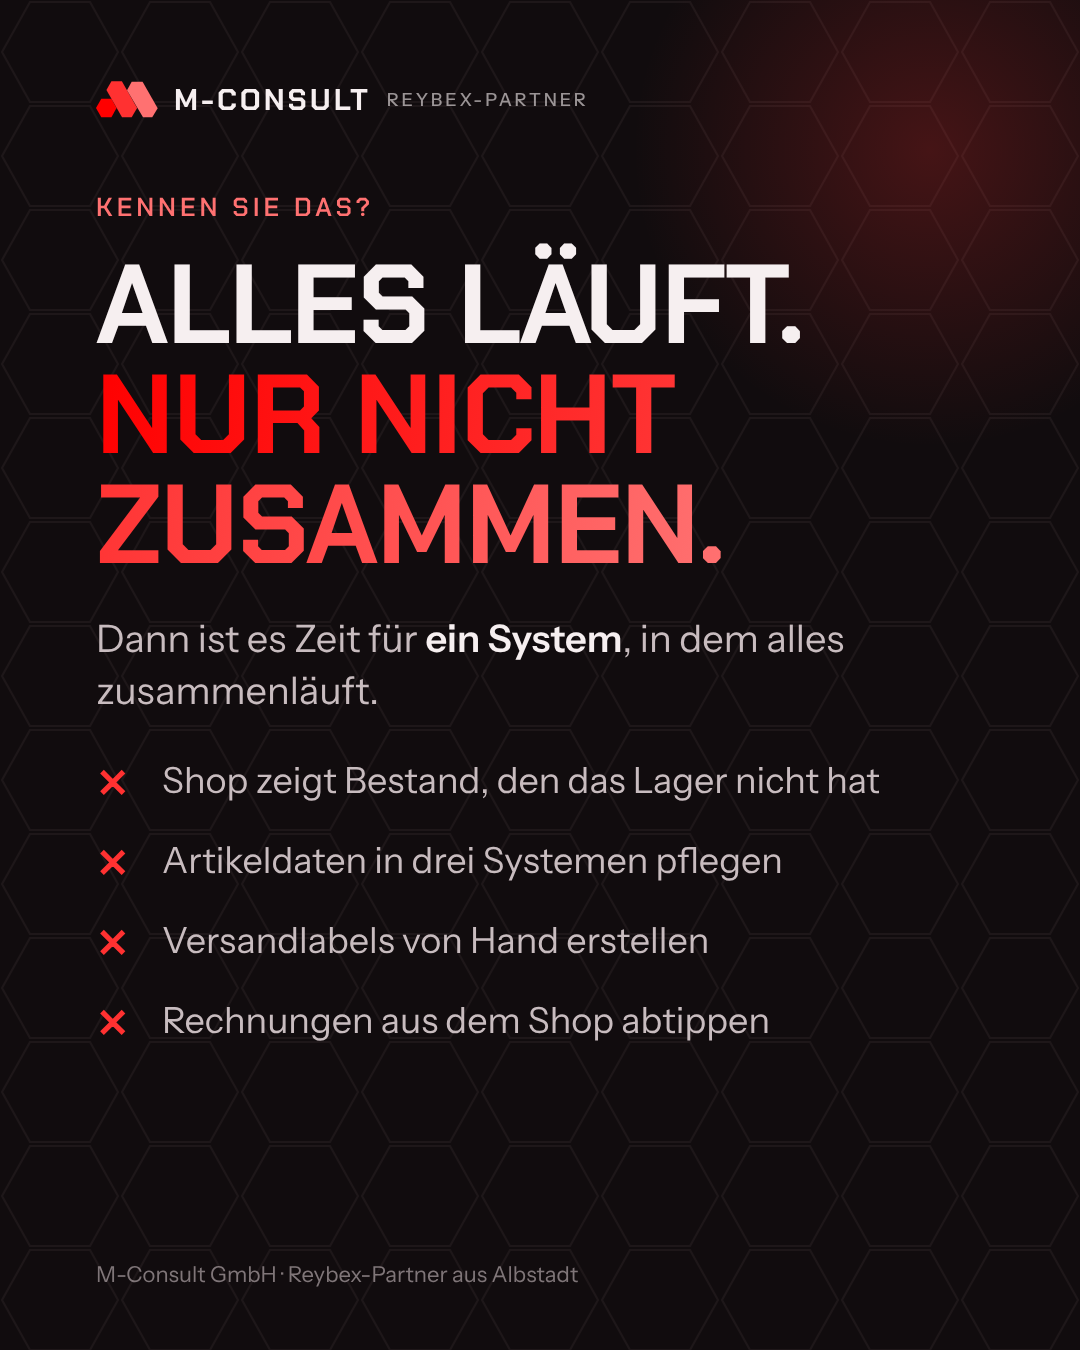 M-CONSULT REYBEX-PARTNER
KENNEN SIE DAS?
ALLES LÄUFT.
NUR NICHT
ZUSAMMEN.
Dann ist es Zeit für ein System, in dem alles
zusammenläuft.
✕ Shop zeigt Bestand, den das Lager nicht hat
✕ Artikeldaten in drei Systemen pflegen
✕ Versandlabels von Hand erstellen
✕ Rechnungen aus dem Shop abtippen
M-Consult GmbH · Reybex-Partner aus Albstadt